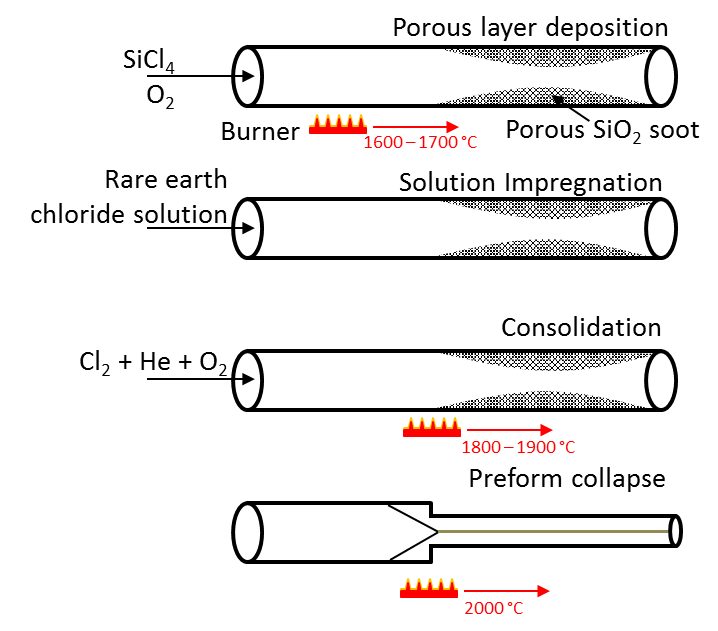 Porous layer deposition
SiCl₄
O₂
Burner
1600–1700 °C
Porous SiO₂ soot
Rare earth
chloride solution
Solution Impregnation
Consolidation
Cl₂ + He + O₂
1800–1900 °C
Preform collapse
2000 °C